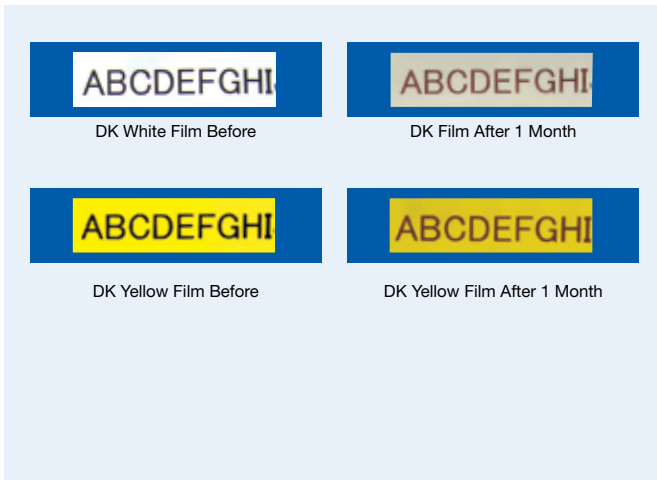 ABCDEFGHI
ABCDEFGHI
DK White Film Before
DK Film After 1 Month
ABCDEFGHI
ABCDEFGHI
DK Yellow Film Before
DK Yellow Film After 1 Month